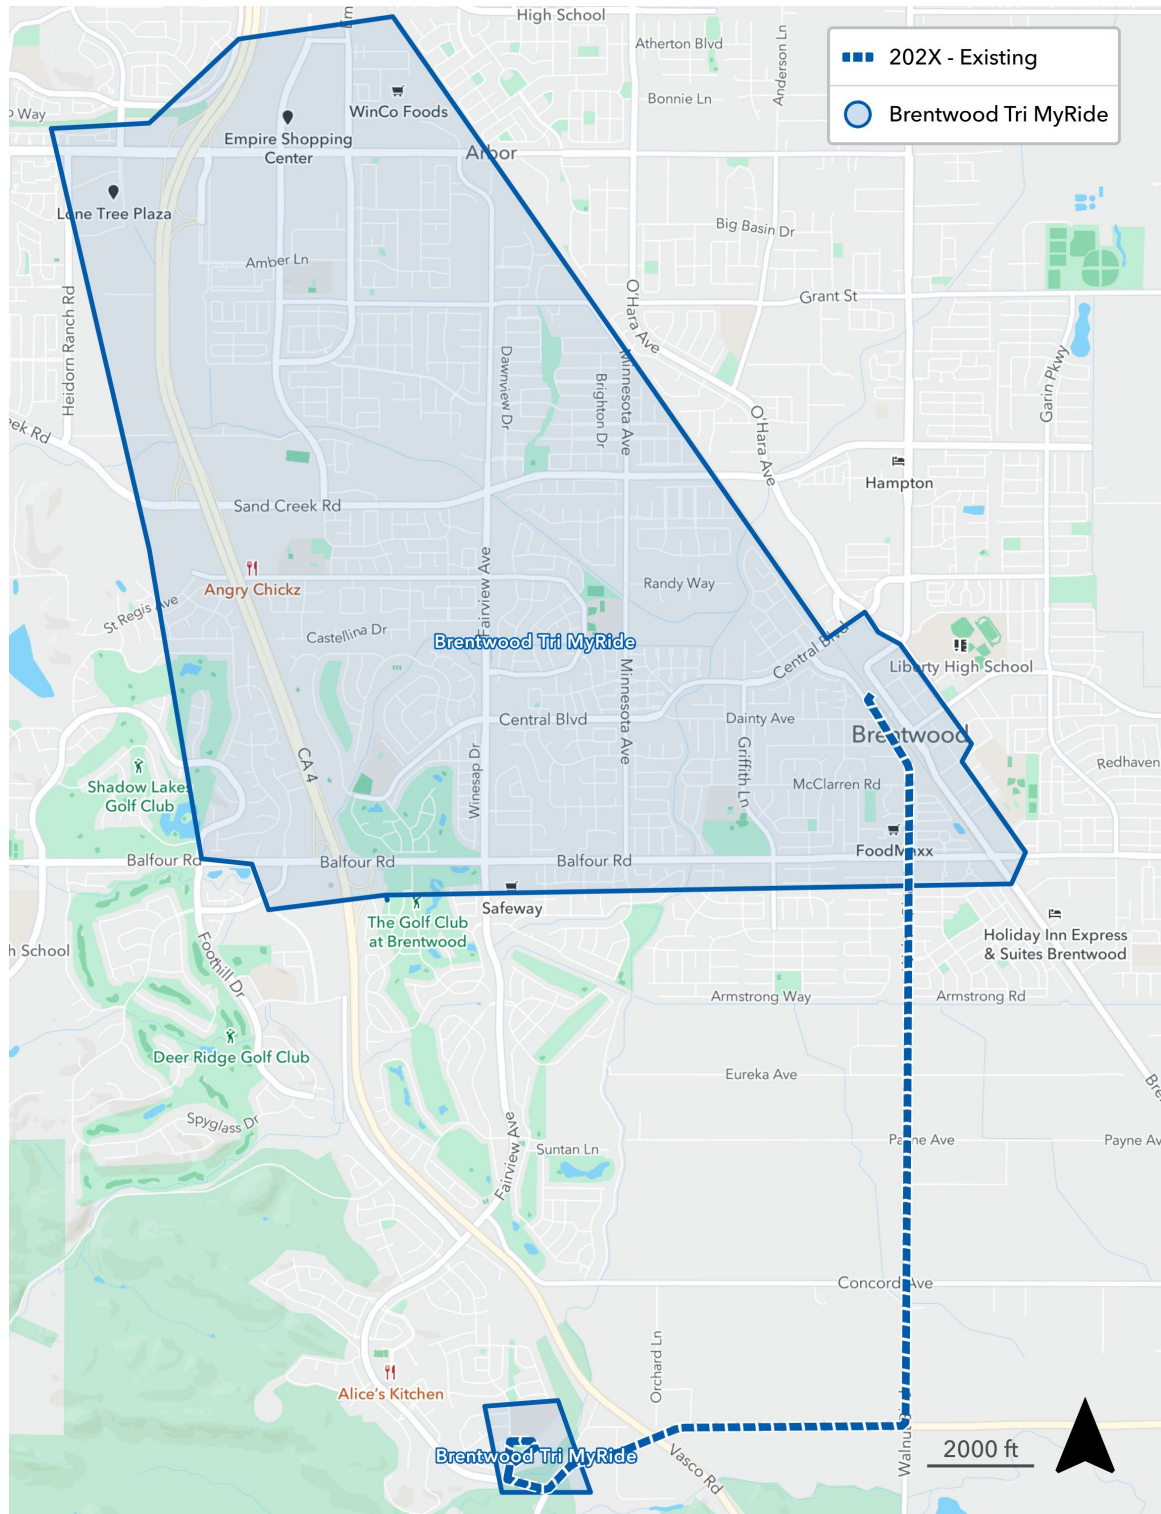 High School
Em
Atherton Blvd
Anderson Ln
202X - Existing
Bonnie Ln
WinCo Foods
o Way
Brentwood Tri MyRide
Empire Shopping
Center
Arbor
Lone Tree Plaza
Big Basin Dr
Amber Ln
Grant St
O'Hara Ave
Heidorn Ranch Rd
Dawnview Dr
Brighton Dr
Minnesota Ave
Garin Pkwy
O'Hara Ave
eek Rd
Hampton
Sand Creek Rd
Angry Chickz
Randy Way
Fairview Ave
St Regis Ave
Castellina Dr
Brentwood Tri MyRide
Central Blvd
Liberty High School
Minnesota Ave
Central Blvd
Dainty Ave
Brentwood
CA 4
Winesap Dr
Griffith Ln
McClarren Rd
Redhaven
Shadow Lakes
Golf Club
Balfour Rd
Balfour Rd
Balfour Rd
FoodMaxx
Safeway
The Golf Club
at Brentwood
Holiday Inn Express
& Suites Brentwood
h School
Foothill Dr
Armstrong Way
Armstrong Rd
Deer Ridge Golf Club
Eureka Ave
Bre
Spyglass Dr
Fairview Ave
Suntan Ln
Payne Ave
Payne Av
Concord Ave
Orchard Ln
Alice's Kitchen
Brentwood Tri MyRide
Vasco Rd
2000 ft